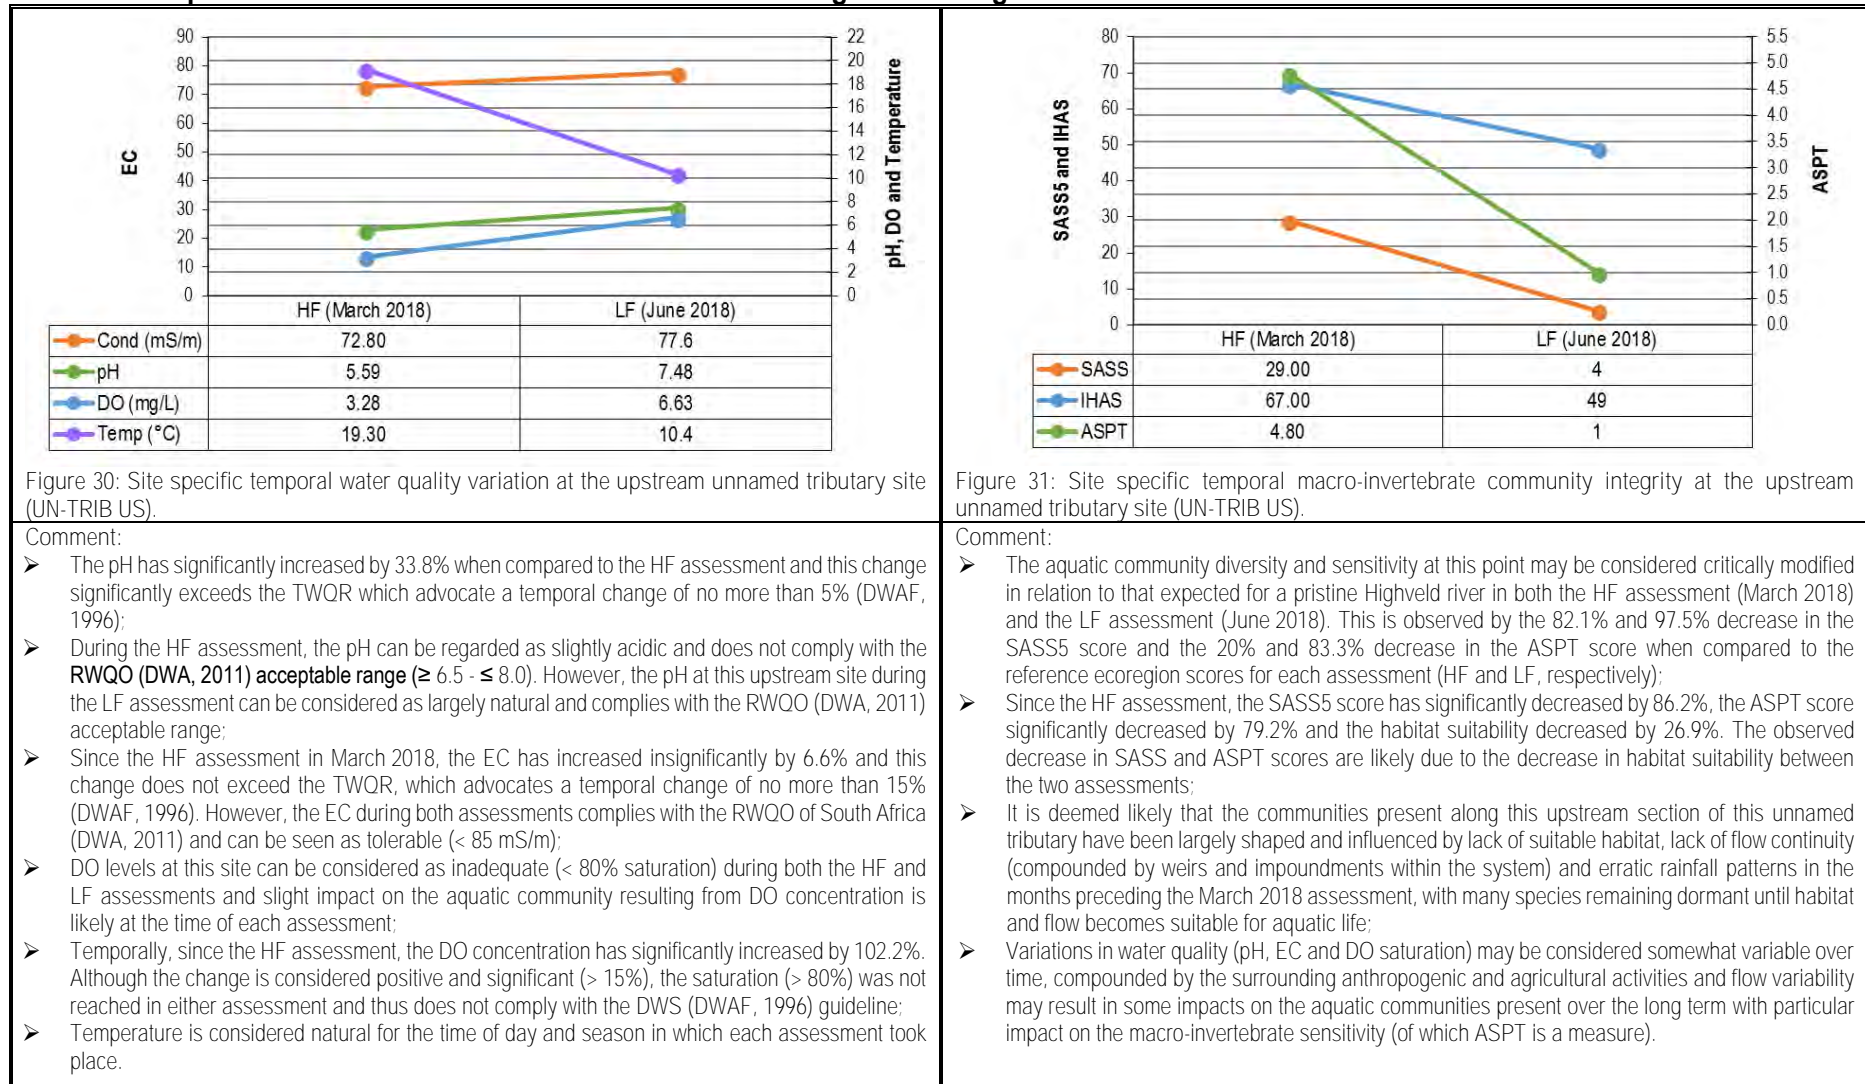 90
80
70
60
50
40
30
20
10
0
EC
22
20
18
16
14
12
10
8
6
4
2
0
pH, DO and Temperature
HF (March 2018) LF (June 2018)
Cond (mS/m) 72.80 77.6
pH 5.59 7.48
DO (mg/L) 3.28 6.63
Temp (°C) 19.30 10.4
Figure 30: Site specific temporal water quality variation at the upstream unnamed tributary site
(UN-TRIB US).
Comment:
➢ The pH has significantly increased by 33.8% when compared to the HF assessment and this change
significantly exceeds the TWQR which advocate a temporal change of no more than 5% (DWAF,
1996);
➢ During the HF assessment, the pH can be regarded as slightly acidic and does not comply with the
RWQO (DWA, 2011) acceptable range (≥ 6.5 - ≤ 8.0). However, the pH at this upstream site during
the LF assessment can be considered as largely natural and complies with the RWQO (DWA, 2011)
acceptable range;
➢ Since the HF assessment in March 2018, the EC has increased insignificantly by 6.6% and this
change does not exceed the TWQR, which advocates a temporal change of no more than 15%
(DWAF, 1996). However, the EC during both assessments complies with the RWQO of South Africa
(DWA, 2011) and can be seen as tolerable (< 85 mS/m);
➢ DO levels at this site can be considered as inadequate (< 80% saturation) during both the HF and
LF assessments and slight impact on the aquatic community resulting from DO concentration is
likely at the time of each assessment;
➢ Temporally, since the HF assessment, the DO concentration has significantly increased by 102.2%.
Although the change is considered positive and significant (> 15%), the saturation (> 80%) was not
reached in either assessment and thus does not comply with the DWS (DWAF, 1996) guideline;
➢ Temperature is considered natural for the time of day and season in which each assessment took
place.
80
70
60
50
40
30
20
10
0
SASS5 and IHAS
5.5
5.0
4.5
4.0
3.5
3.0
2.5
2.0
1.5
1.0
0.5
0.0
ASPT
HF (March 2018) LF (June 2018)
SASS 29.00 4
IHAS 67.00 49
ASPT 4.80 1
Figure 31: Site specific temporal macro-invertebrate community integrity at the upstream
unnamed tributary site (UN-TRIB US).
Comment:
➢ The aquatic community diversity and sensitivity at this point may be considered critically modified
in relation to that expected for a pristine Highveld river in both the HF assessment (March 2018)
and the LF assessment (June 2018). This is observed by the 82.1% and 97.5% decrease in the
SASS5 score and the 20% and 83.3% decrease in the ASPT score when compared to the
reference ecoregion scores for each assessment (HF and LF, respectively);
➢ Since the HF assessment, the SASS5 score has significantly decreased by 86.2%, the ASPT score
significantly decreased by 79.2% and the habitat suitability decreased by 26.9%. The observed
decrease in SASS and ASPT scores are likely due to the decrease in habitat suitability between
the two assessments;
➢ It is deemed likely that the communities present along this upstream section of this unnamed
tributary have been largely shaped and influenced by lack of suitable habitat, lack of flow continuity
(compounded by weirs and impoundments within the system) and erratic rainfall patterns in the
months preceding the March 2018 assessment, with many species remaining dormant until habitat
and flow becomes suitable for aquatic life;
➢ Variations in water quality (pH, EC and DO saturation) may be considered somewhat variable over
time, compounded by the surrounding anthropogenic and agricultural activities and flow variability
may result in some impacts on the aquatic communities present over the long term with particular
impact on the macro-invertebrate sensitivity (of which ASPT is a measure).